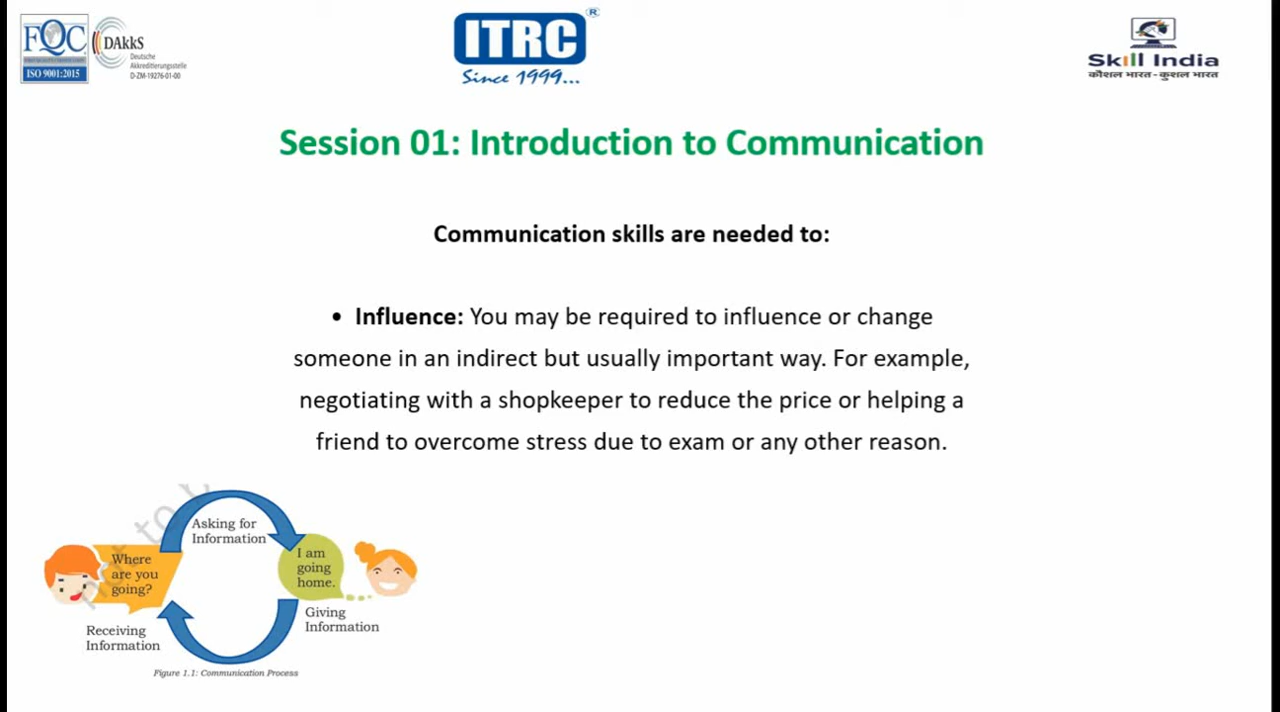 FQC
ISO 9001:2015
DAkkS
Deutsche
Akkreditierungsstelle
D-ZM-19276-01-00
ITRC
®
Since 1999...
Skill India
कौशल भारत - कुशल भारत
Session 01: Introduction to Communication
Communication skills are needed to:
• Influence: You may be required to influence or change
someone in an indirect but usually important way. For example,
negotiating with a shopkeeper to reduce the price or helping a
friend to overcome stress due to exam or any other reason.
Asking for
Information
Where
are you
going?
I am
going
home.
Giving
Information
Receiving
Information
Figure 1.1: Communication Process